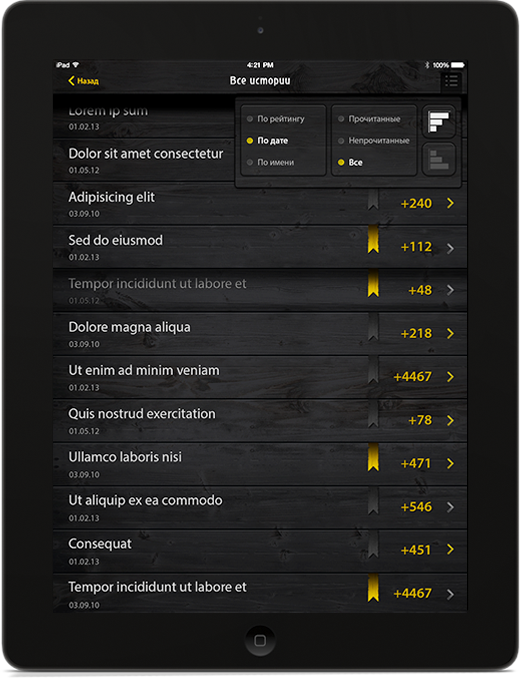 iPad 4:21 PM 100%
Назад Все истории
Lorem ip sum
01.02.13
По рейтингу Прочитанные
По дате Непрочитанные
По имени Все
Dolor sit amet consectetur
01.05.12
Adipisicing elit
03.09.10
+240
Sed do eiusmod
01.02.13
+112
Tempor incididunt ut labore et
01.05.12
+48
Dolore magna aliqua
03.09.10
+218
Ut enim ad minim veniam
01.02.13
+4467
Quis nostrud exercitation
01.05.12
+78
Ullamco laboris nisi
03.09.10
+471
Ut aliquip ex ea commodo
01.02.13
+546
Consequat
01.02.13
+451
Tempor incididunt ut labore et
03.09.10
+4467